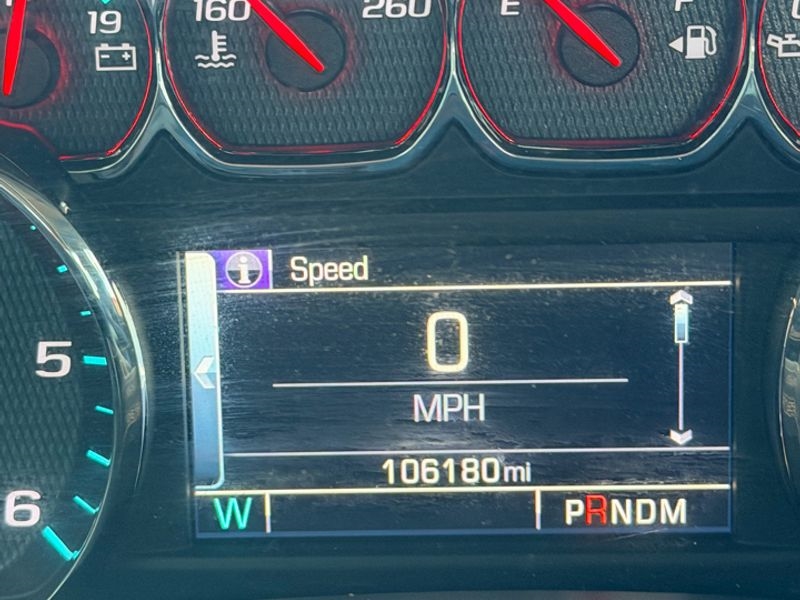 19
160 260
E F
Speed
0
MPH
106180mi
W
PRNDM
5
6